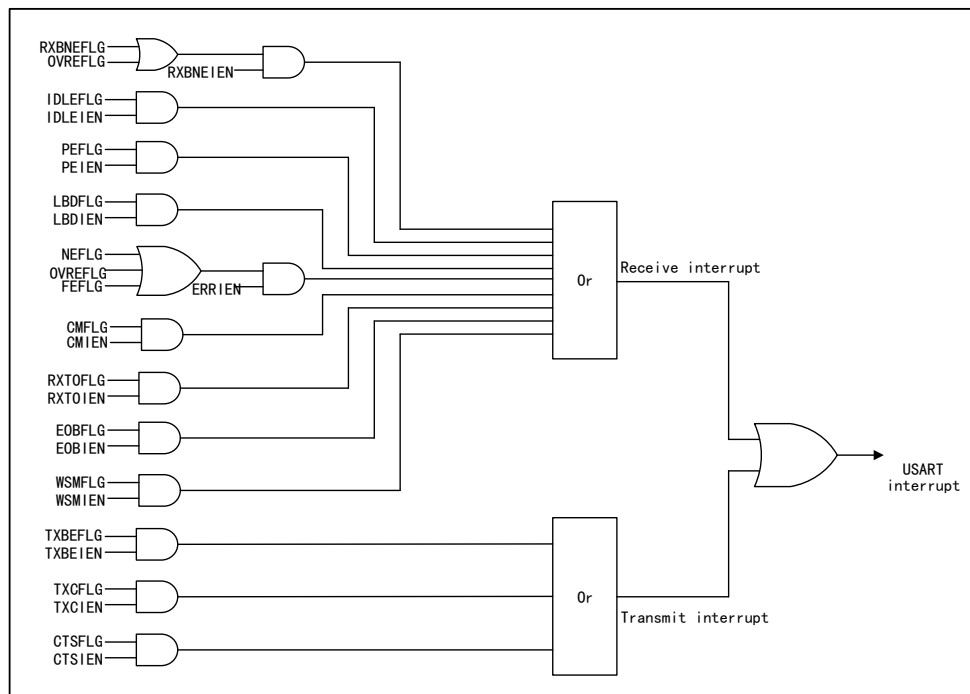 RXBNEFLG
OVREFLG
RXBNEIEN
IDLEFLG
IDLEIEN
PEFLG
PEIEN
LBDFLG
LBDIEN
NEFLG
OVREFLG
FEFLG
ERRIEN
CMFLG
CMIEN
RXTOFLG
RXTOIEN
EOBFLG
EOBIEN
WSMFLG
WSMIEN
Or
Receive interrupt
TXBEFLG
TXBEIEN
TXCFLG
TXCIEN
CTSFLG
CTSIEN
Or
Transmit interrupt
USART
interrupt